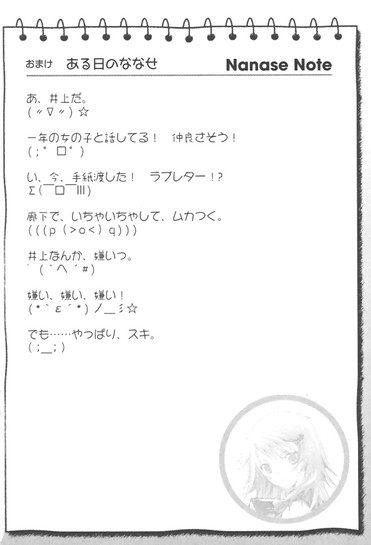 おまけ　ある日のななせ　Nanase Note
あ、井上だ。
(〃∇〃)☆
一年の女の子と話してる！　仲良さそう！
(；゜ロ゜)
い、今、手紙渡した！　ラブレター！？
Σ(￣ロ￣lll)
廊下で、いちゃいちゃして、ムカつく。
(((p（>o<）q)))
井上なんか、嫌いっ。
｀(｀ヘ´#)
嫌い、嫌い、嫌い！
(*｀ε´*)ノ＿ミ☆
でも……やっぱり、スキ。
(;__;)